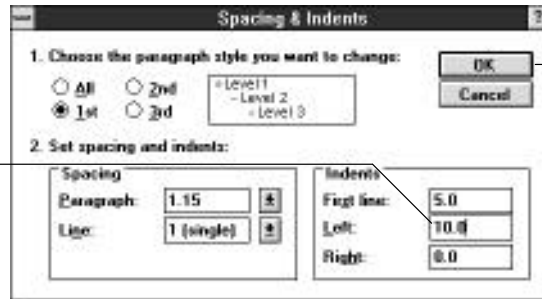 Spacing & Indents
1. Choose the paragraph style you want to change:
All 2nd
1st 3rd
+Level 1
- Level 2
- Level 3
OK
Cancel
2. Set spacing and indents:
Spacing
Paragraph: 1.15
Line: 1 (single)
Indents
First line: 5.0
Left: 10.0
Right: 0.0